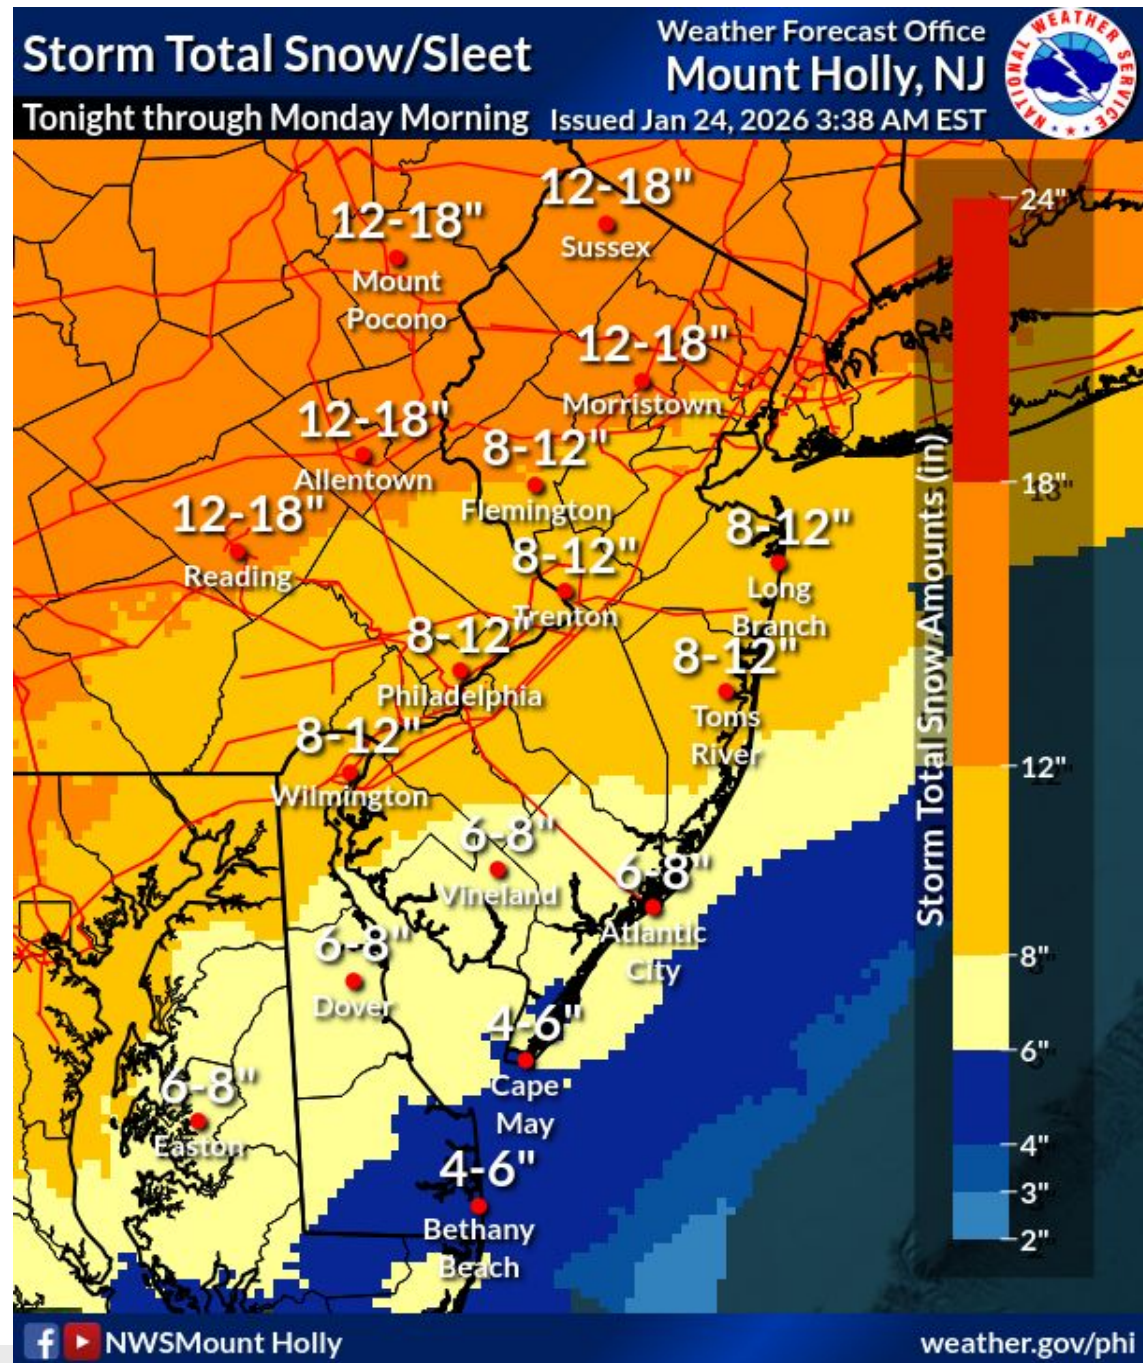 Storm Total Snow/Sleet
Tonight through Monday Morning
Weather Forecast Office
Mount Holly, NJ
Issued Jan 24, 2026 3:38 AM EST
NATIONAL WEATHER SERVICE
12-18"
Sussex
12-18"
Mount
Pocono
12-18"
Morristown
12-18"
Allentown
8-12"
Flemington
12-18"
Reading
8-12"
Trenton
8-12"
Long
Branch
8-12"
Philadelphia
8-12"
Toms
River
8-12"
Wilmington
6-8"
Vineland
6-8"
Atlantic
City
6-8"
Dover
4-6"
Cape
May
6-8"
Easton
4-6"
Bethany
Beach
Storm Total Snow Amounts (in)
24"
18"
12"
8"
6"
4"
3"
2"
NWSMount Holly
weather.gov/phi